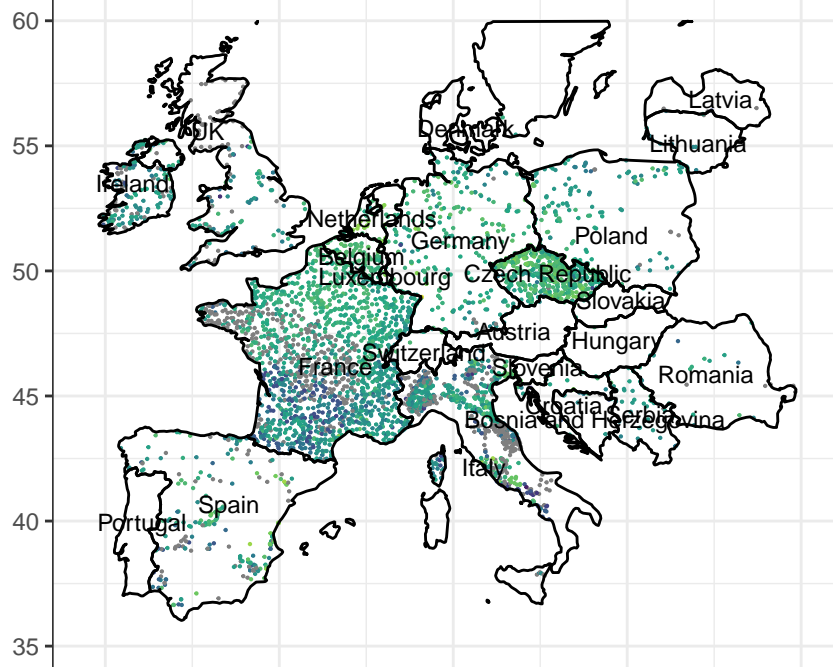 60
Latvia
55
UK
Denmark
Lithuania
Ireland
Netherlands
Germany
Poland
50
Belgium
Luxembourg
Czech Republic
Slovakia
Austria
Hungary
Switzerland
France
Slovenia
Romania
45
Croatia
Serbia
Bosnia and Herzegovina
Italy
Spain
40
Portugal
35